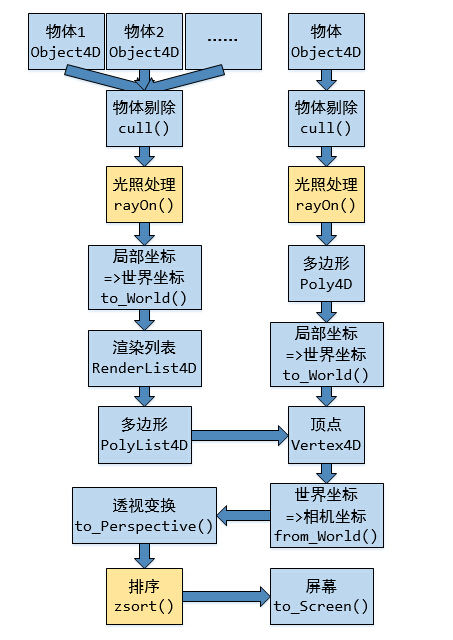 物体1
Object4D
物体2
Object4D
......
物体
Object4D
物体剔除
cull()
物体剔除
cull()
光照处理
rayOn()
光照处理
rayOn()
局部坐标
=>世界坐标
to_World()
多边形
Poly4D
渲染列表
RenderList4D
局部坐标
=>世界坐标
to_World()
多边形
PolyList4D
顶点
Vertex4D
透视变换
to_Perspective()
世界坐标
=>相机坐标
from_World()
排序
zsort()
屏幕
to_Screen()